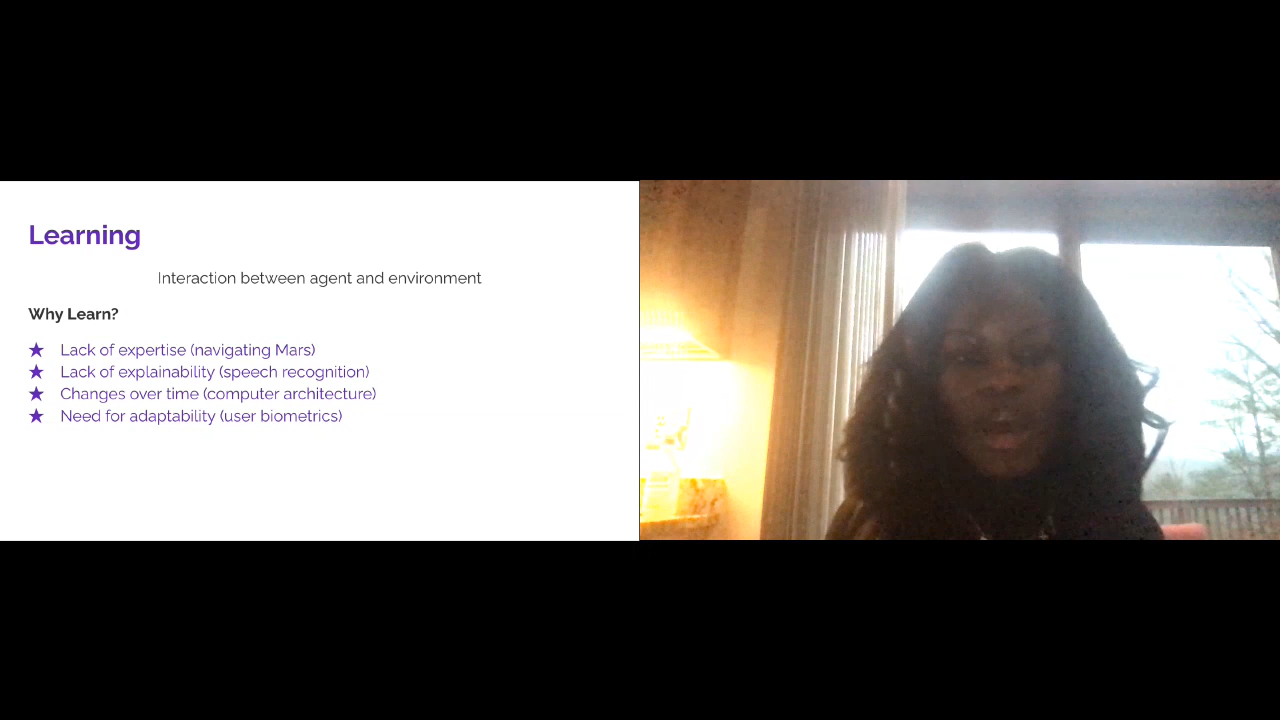 Learning
Interaction between agent and environment
Why Learn?
★ Lack of expertise (navigating Mars)
★ Lack of explainability (speech recognition)
★ Changes over time (computer architecture)
★ Need for adaptability (user biometrics)